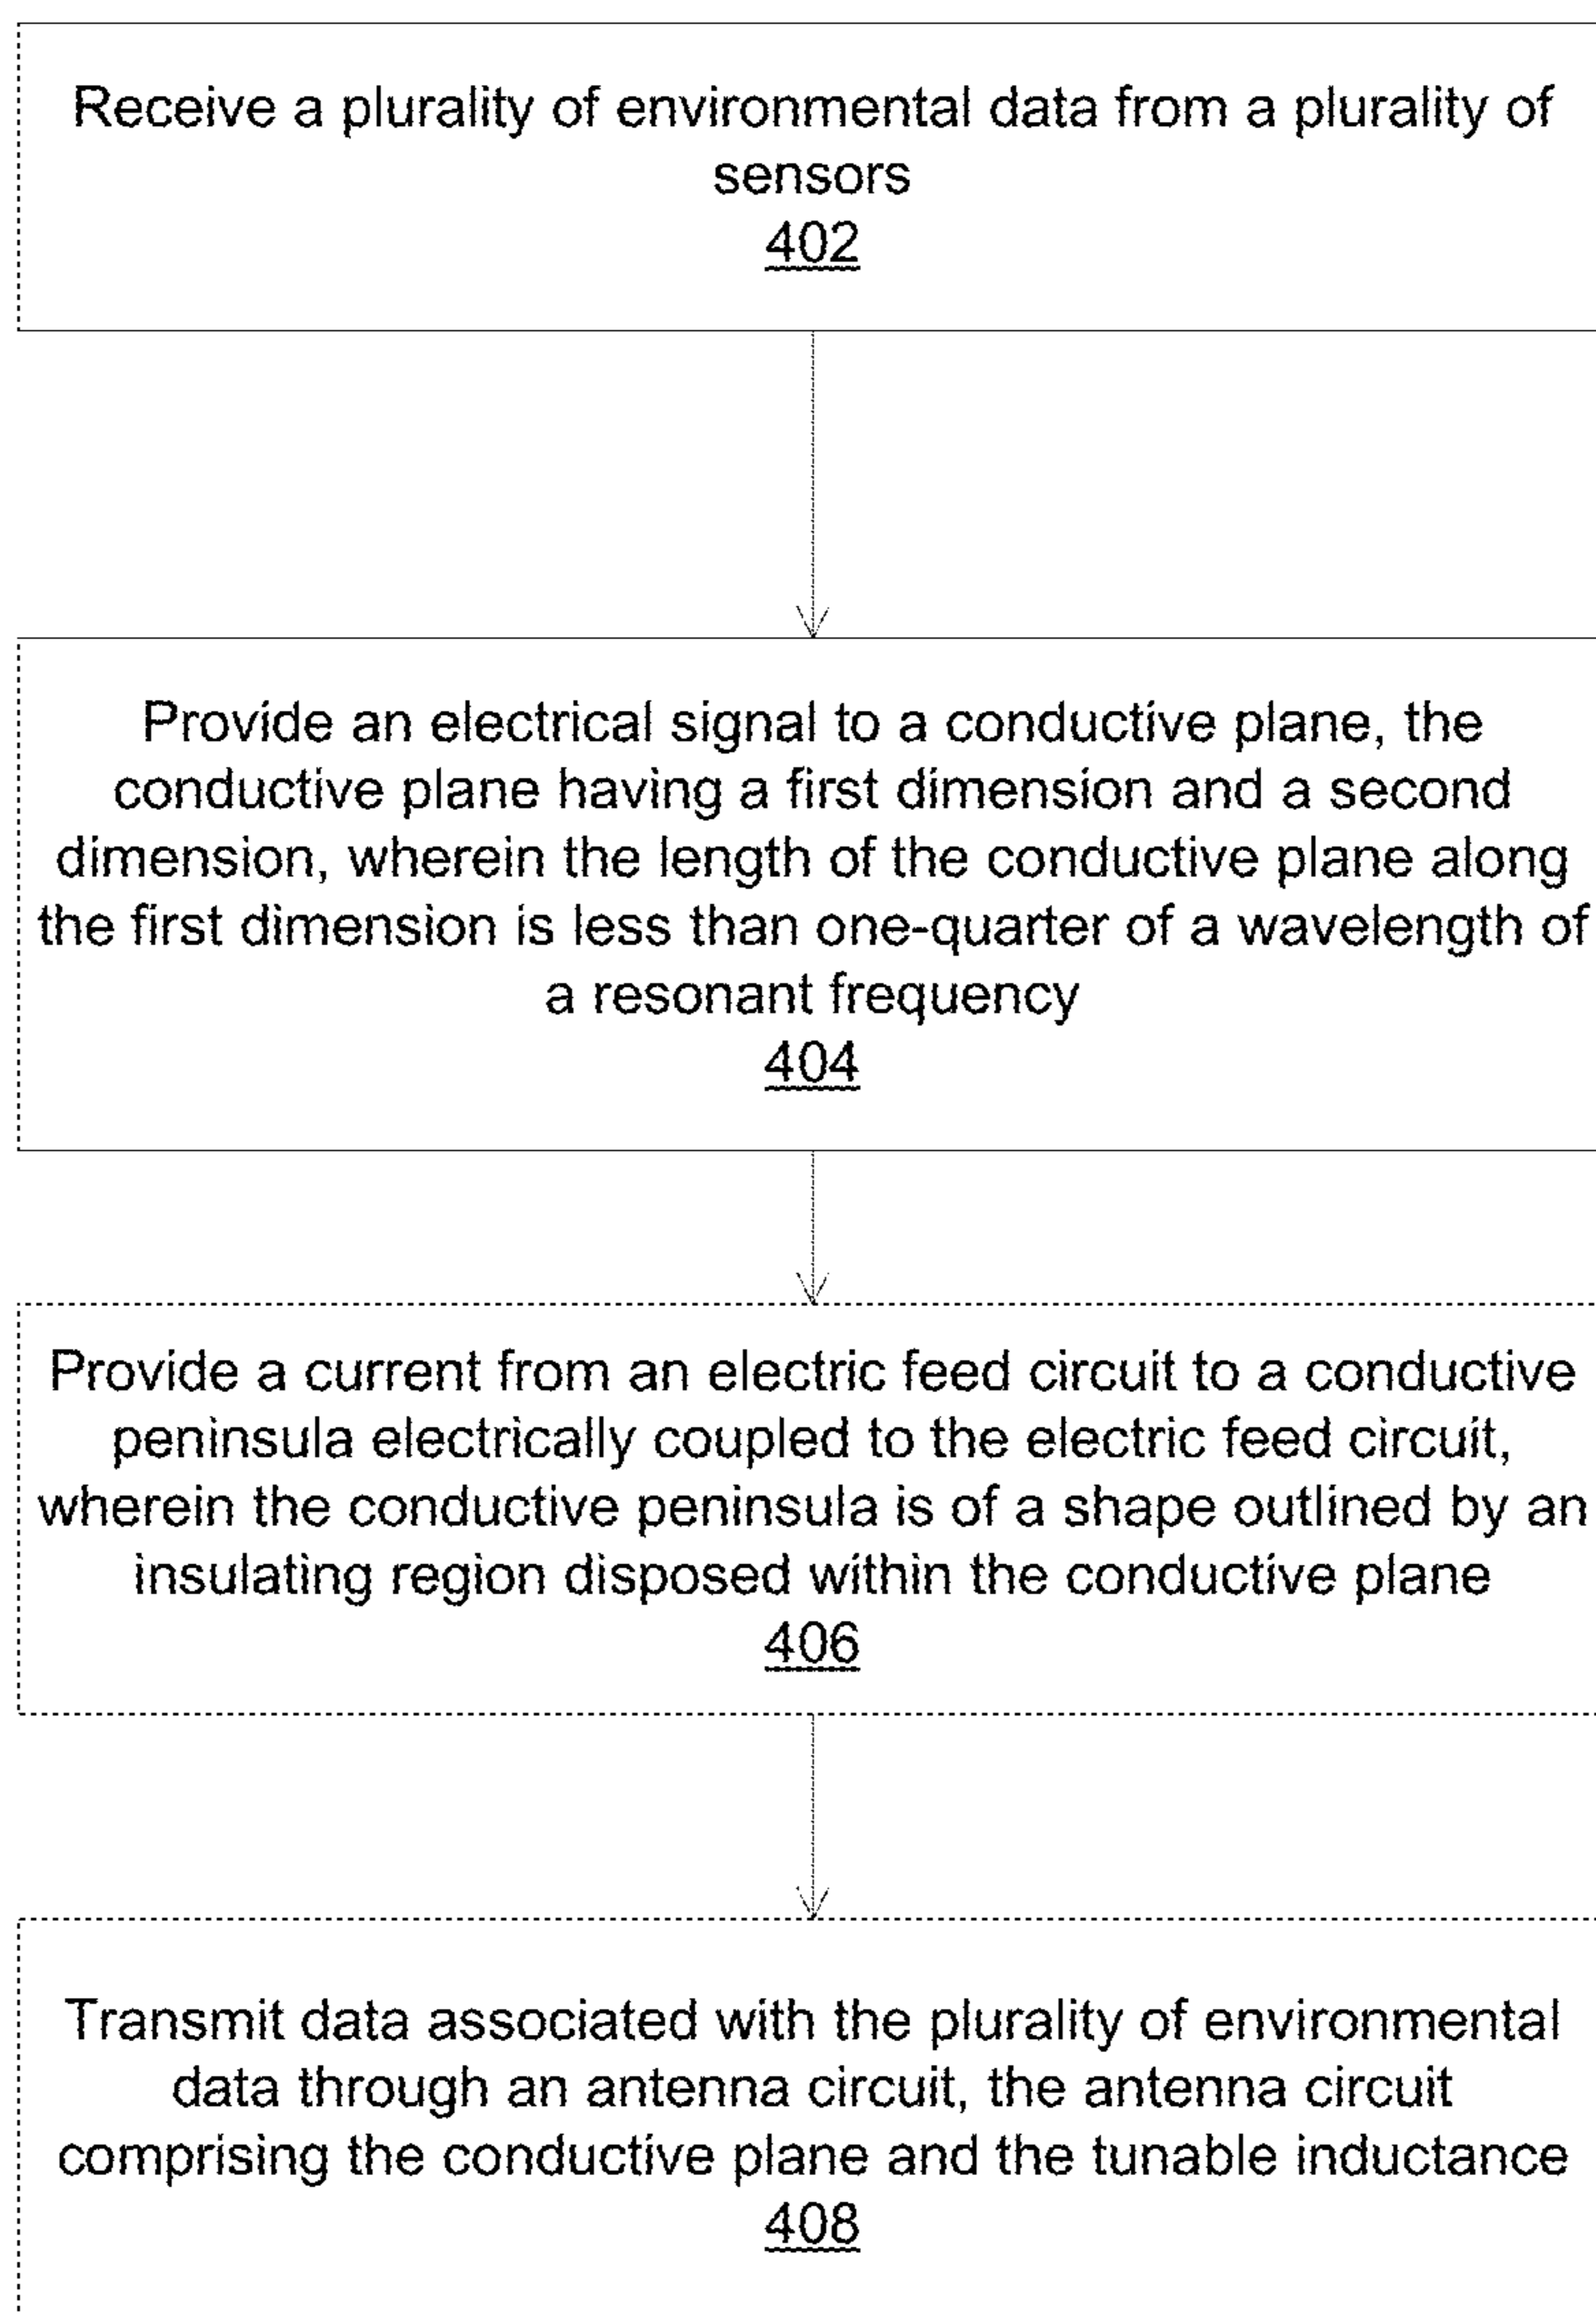 Receive a plurality of environmental data from a plurality of
sensors
402
Provide an electrical signal to a conductive plane, the
conductive plane having a first dimension and a second
dimension, wherein the length of the conductive plane along
the first dimension is less than one-quarter of a wavelength of
a resonant frequency
404
Provide a current from an electric feed circuit to a conductive
peninsula electrically coupled to the electric feed circuit,
wherein the conductive peninsula is of a shape outlined by an
insulating region disposed within the conductive plane
406
Transmit data associated with the plurality of environmental
data through an antenna circuit, the antenna circuit
comprising the conductive plane and the tunable inductance
408